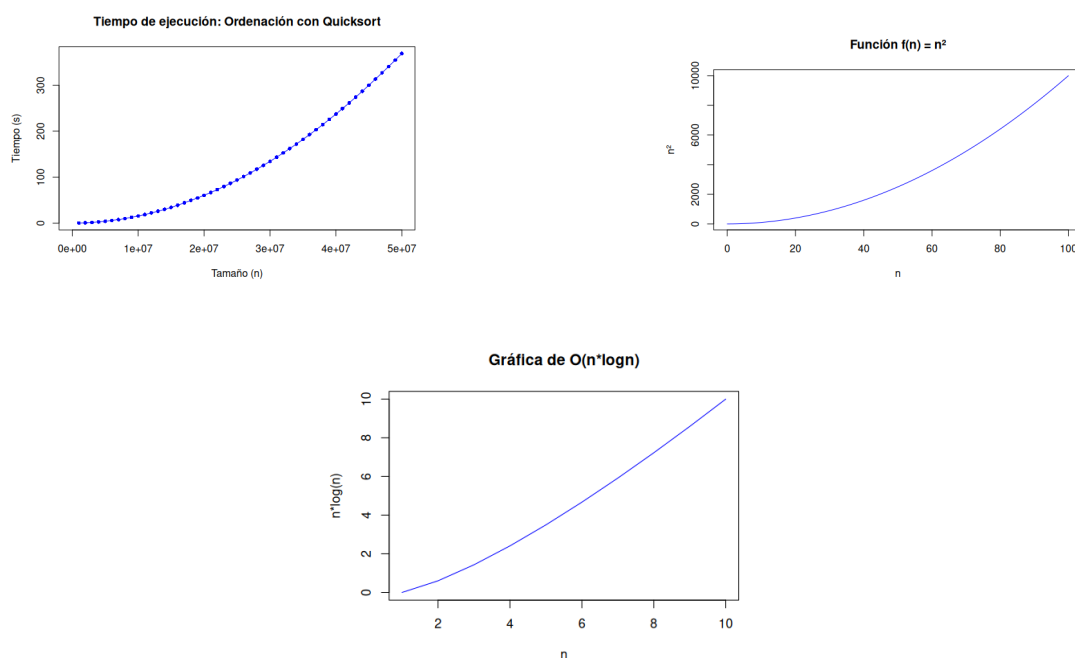 Tiempo de ejecución: Ordenación con Quicksort
Tiempo (s)
0
100
200
300
0e+00 1e+07 2e+07 3e+07 4e+07 5e+07
Tamaño (n)
Función f(n) = n²
n²
0
2000
6000
10000
0 20 40 60 80 100
n
Gráfica de O(n*logn)
n*log(n)
0
2
4
6
8
10
2 4 6 8 10
n